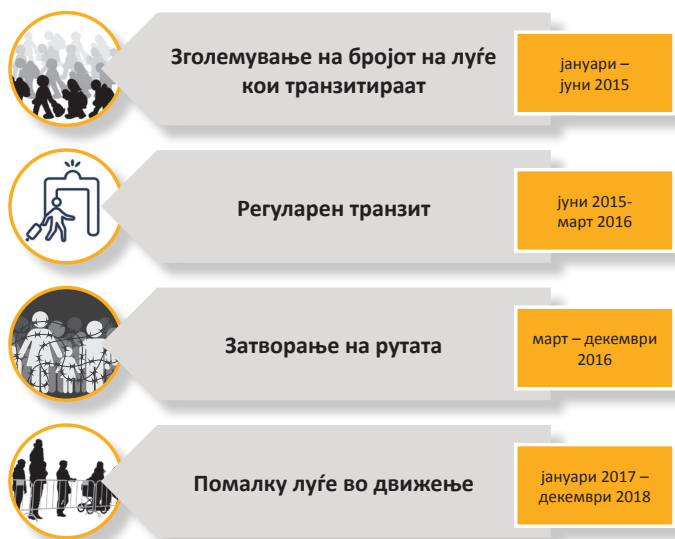 Зголемување на бројот на луѓе
кои транзитираат
јануари –
јуни 2015
Регуларен транзит
јуни 2015-
март 2016
Затворање на рутата
март – декември
2016
Помалку луѓе во движење
јануари 2017 –
декември 2018